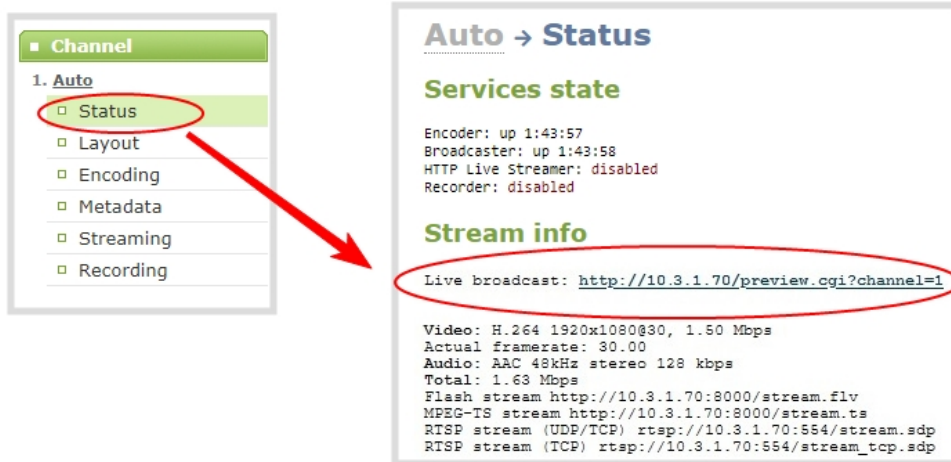 Channel
1. Auto
Status
Layout
Encoding
Metadata
Streaming
Recording
Auto → Status
Services state
Encoder: up 1:43:57
Broadcaster: up 1:43:58
HTTP Live Streamer: disabled
Recorder: disabled
Stream info
Live broadcast: http://10.3.1.70/preview.cgi?channel=1
Video: H.264 1920x1080@30, 1.50 Mbps
Actual framerate: 30.00
Audio: AAC 48kHz stereo 128 kbps
Total: 1.63 Mbps
Flash stream http://10.3.1.70:8000/stream.flv
MPEG-TS stream http://10.3.1.70:8000/stream.ts
RTSP stream (UDP/TCP) rtsp://10.3.1.70:554/stream.sdp
RTSP stream (TCP) rtsp://10.3.1.70:554/stream_tcp.sdp